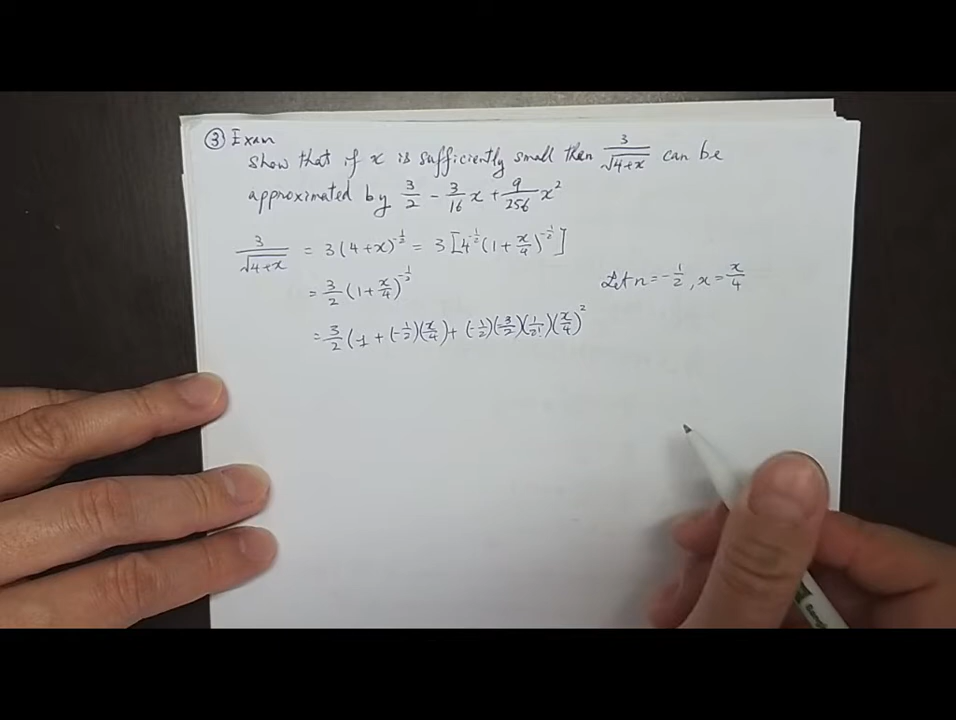 ③ Exam
Show that if x is sufficiently small then 3/√(4+x) can be
approximated by 3/2 - 3/16 x + 9/256 x²
3/√(4+x) = 3(4+x)^(-1/2) = 3[4^(-1/2)(1+x/4)^(-1/2)]
= 3/2 (1+x/4)^(-1/2)
Let n = -1/2, x = x/4
= 3/2 (1 + (-1/2)(x/4) + (-1/2)(-3/2)(1/2!)(x/4)²